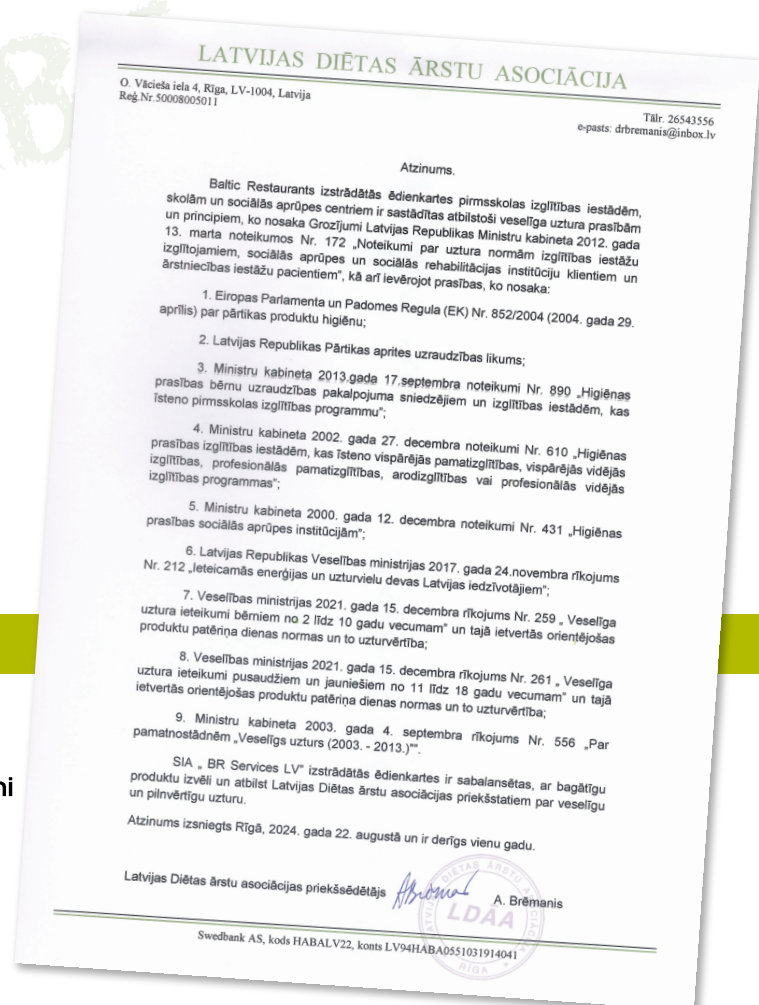 LATVIJAS DIĒTAS ĀRSTU ASOCIĀCIJA
O. Vācieša iela 4, Rīga, LV-1004, Latvija
Reģ.Nr.50008005011
Tālr. 26543556
e-pasts: drbremanis@inbox.lv
Atzinums.
Baltic Restaurants izstrādātās ēdienkartes pirmsskolas izglītības iestādēm,
skolām un sociālās aprūpes centriem ir sastādītas atbilstoši veselīga uztura prasībām
un principiem, ko nosaka Grozījumi Latvijas Republikas Ministru kabineta 2012. gada
13. marta noteikumos Nr. 172 „Noteikumi par uztura normām izglītības iestāžu
izglītojamiem, sociālās aprūpes un sociālās rehabilitācijas institūciju klientiem un
ārstniecības iestāžu pacientiem”, kā arī ievērojot prasības, ko nosaka:
1. Eiropas Parlamenta un Padomes Regula (EK) Nr. 852/2004 (2004. gada 29.
aprīlis) par pārtikas produktu higiēnu;
2. Latvijas Republikas Pārtikas aprites uzraudzības likums;
3. Ministru kabineta 2013.gada 17.septembra noteikumi Nr. 890 „Higiēnas
prasības bērnu uzraudzības pakalpojuma sniedzējiem un izglītības iestādēm, kas
īsteno pirmsskolas izglītības programmu”;
4. Ministru kabineta 2002. gada 27. decembra noteikumi Nr. 610 „Higiēnas
prasības izglītības iestādēm, kas īsteno vispārējās pamatizglītības, vispārējās vidējās
izglītības, profesionālās pamatizglītības, arodizglītības vai profesionālās vidējās
izglītības programmas”;
5. Ministru kabineta 2000. gada 12. decembra noteikumi Nr. 431 „Higiēnas
prasības sociālās aprūpes institūcijām”;
6. Latvijas Republikas Veselības ministrijas 2017. gada 24.novembra rīkojums
Nr. 212 „Ieteicamās enerģijas un uzturvielu devas Latvijas iedzīvotājiem”;
7. Veselības ministrijas 2021. gada 15. decembra rīkojums Nr. 259 „ Veselīga
uztura ieteikumi bērniem no 2 līdz 10 gadu vecumam” un tajā ietvertās orientējošas
produktu patēriņa dienas normas un to uzturvērtība;
8. Veselības ministrijas 2021. gada 15. decembra rīkojums Nr. 261 „ Veselīga
uztura ieteikumi pusaudžiem un jauniešiem no 11 līdz 18 gadu vecumam” un tajā
ietvertās orientējošas produktu patēriņa dienas normas un to uzturvērtība;
9. Ministru kabineta 2003. gada 4. septembra rīkojums Nr. 556 „Par
pamatnostādnēm „Veselīgs uzturs (2003. - 2013.)””.
SIA „ BR Services LV” izstrādātās ēdienkartes ir sabalansētas, ar bagātīgu
produktu izvēli un atbilst Latvijas Diētas ārstu asociācijas priekšstatiem par veselīgu
un pilnvērtīgu uzturu.
Atzinums izsniegts Rīgā, 2024. gada 22. augustā un ir derīgs vienu gadu.
Latvijas Diētas ārstu asociācijas priekšsēdētājs
A. Brēmanis
LATVIJAS DIĒTAS ĀRSTU ASOCIĀCIJA
LDĀA
RĪGA
Swedbank AS, kods HABALV22, konts LV94HABA0551031914041